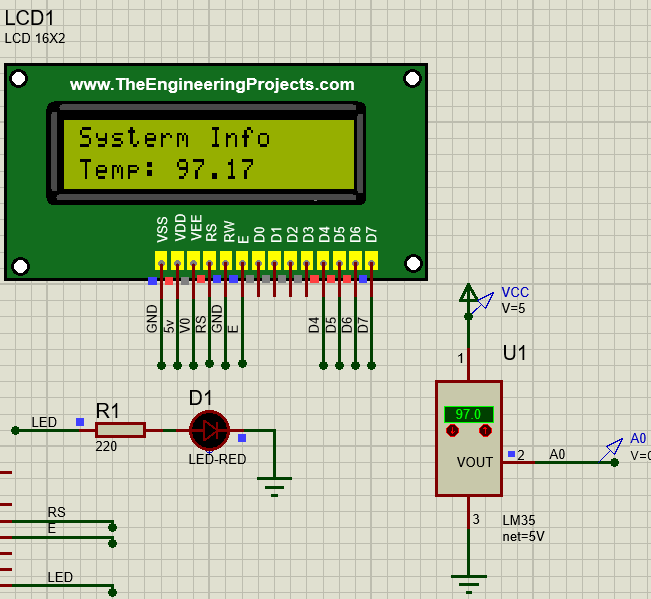 LCD1
LCD 16X2
www.TheEngineeringProjects.com
Systerm Info
Temp: 97.17
VSS VDD VEE RS RW E D0 D1 D2 D3 D4 D5 D6 D7
GND 5v V0 RS GND E D4 D5 D6 D7
VCC
V=5
1
U1
97.0
VOUT
2
A0
A0
V=0
3
LM35
net=5V
LED
R1
220
D1
LED-RED
RS
E
LED